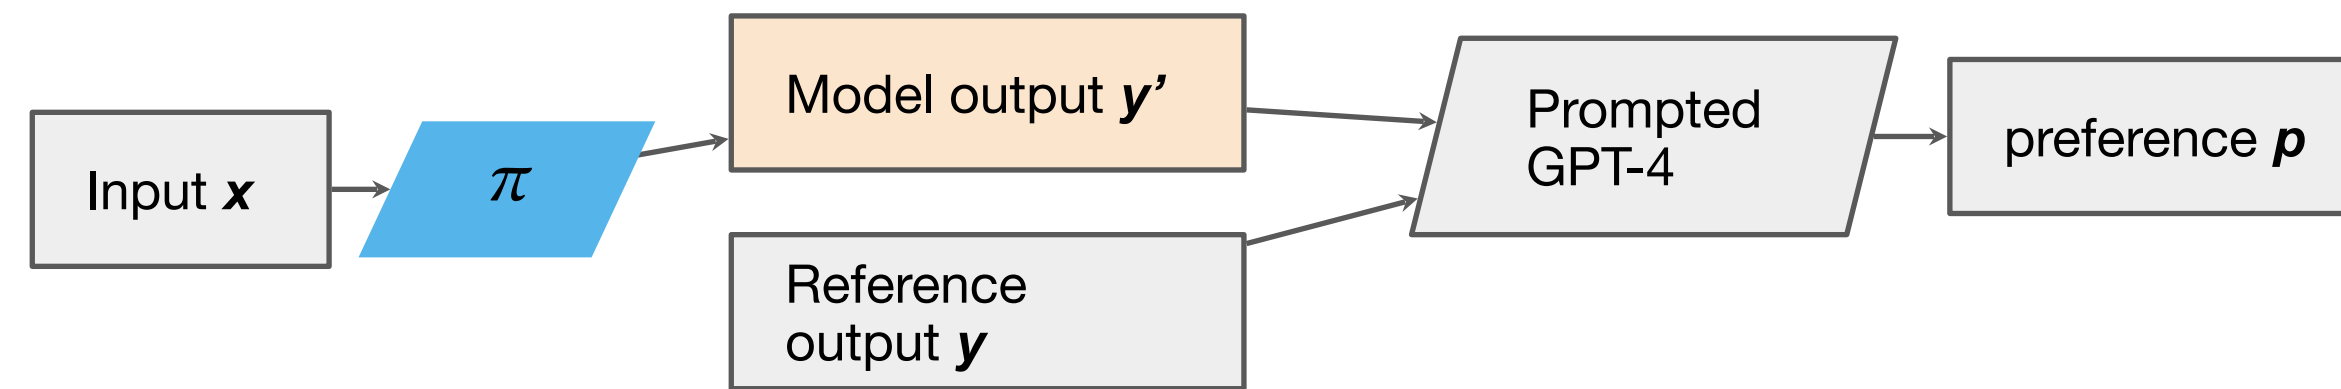 Input x
π
Model output y’
Reference
output y
Prompted
GPT-4
preference p